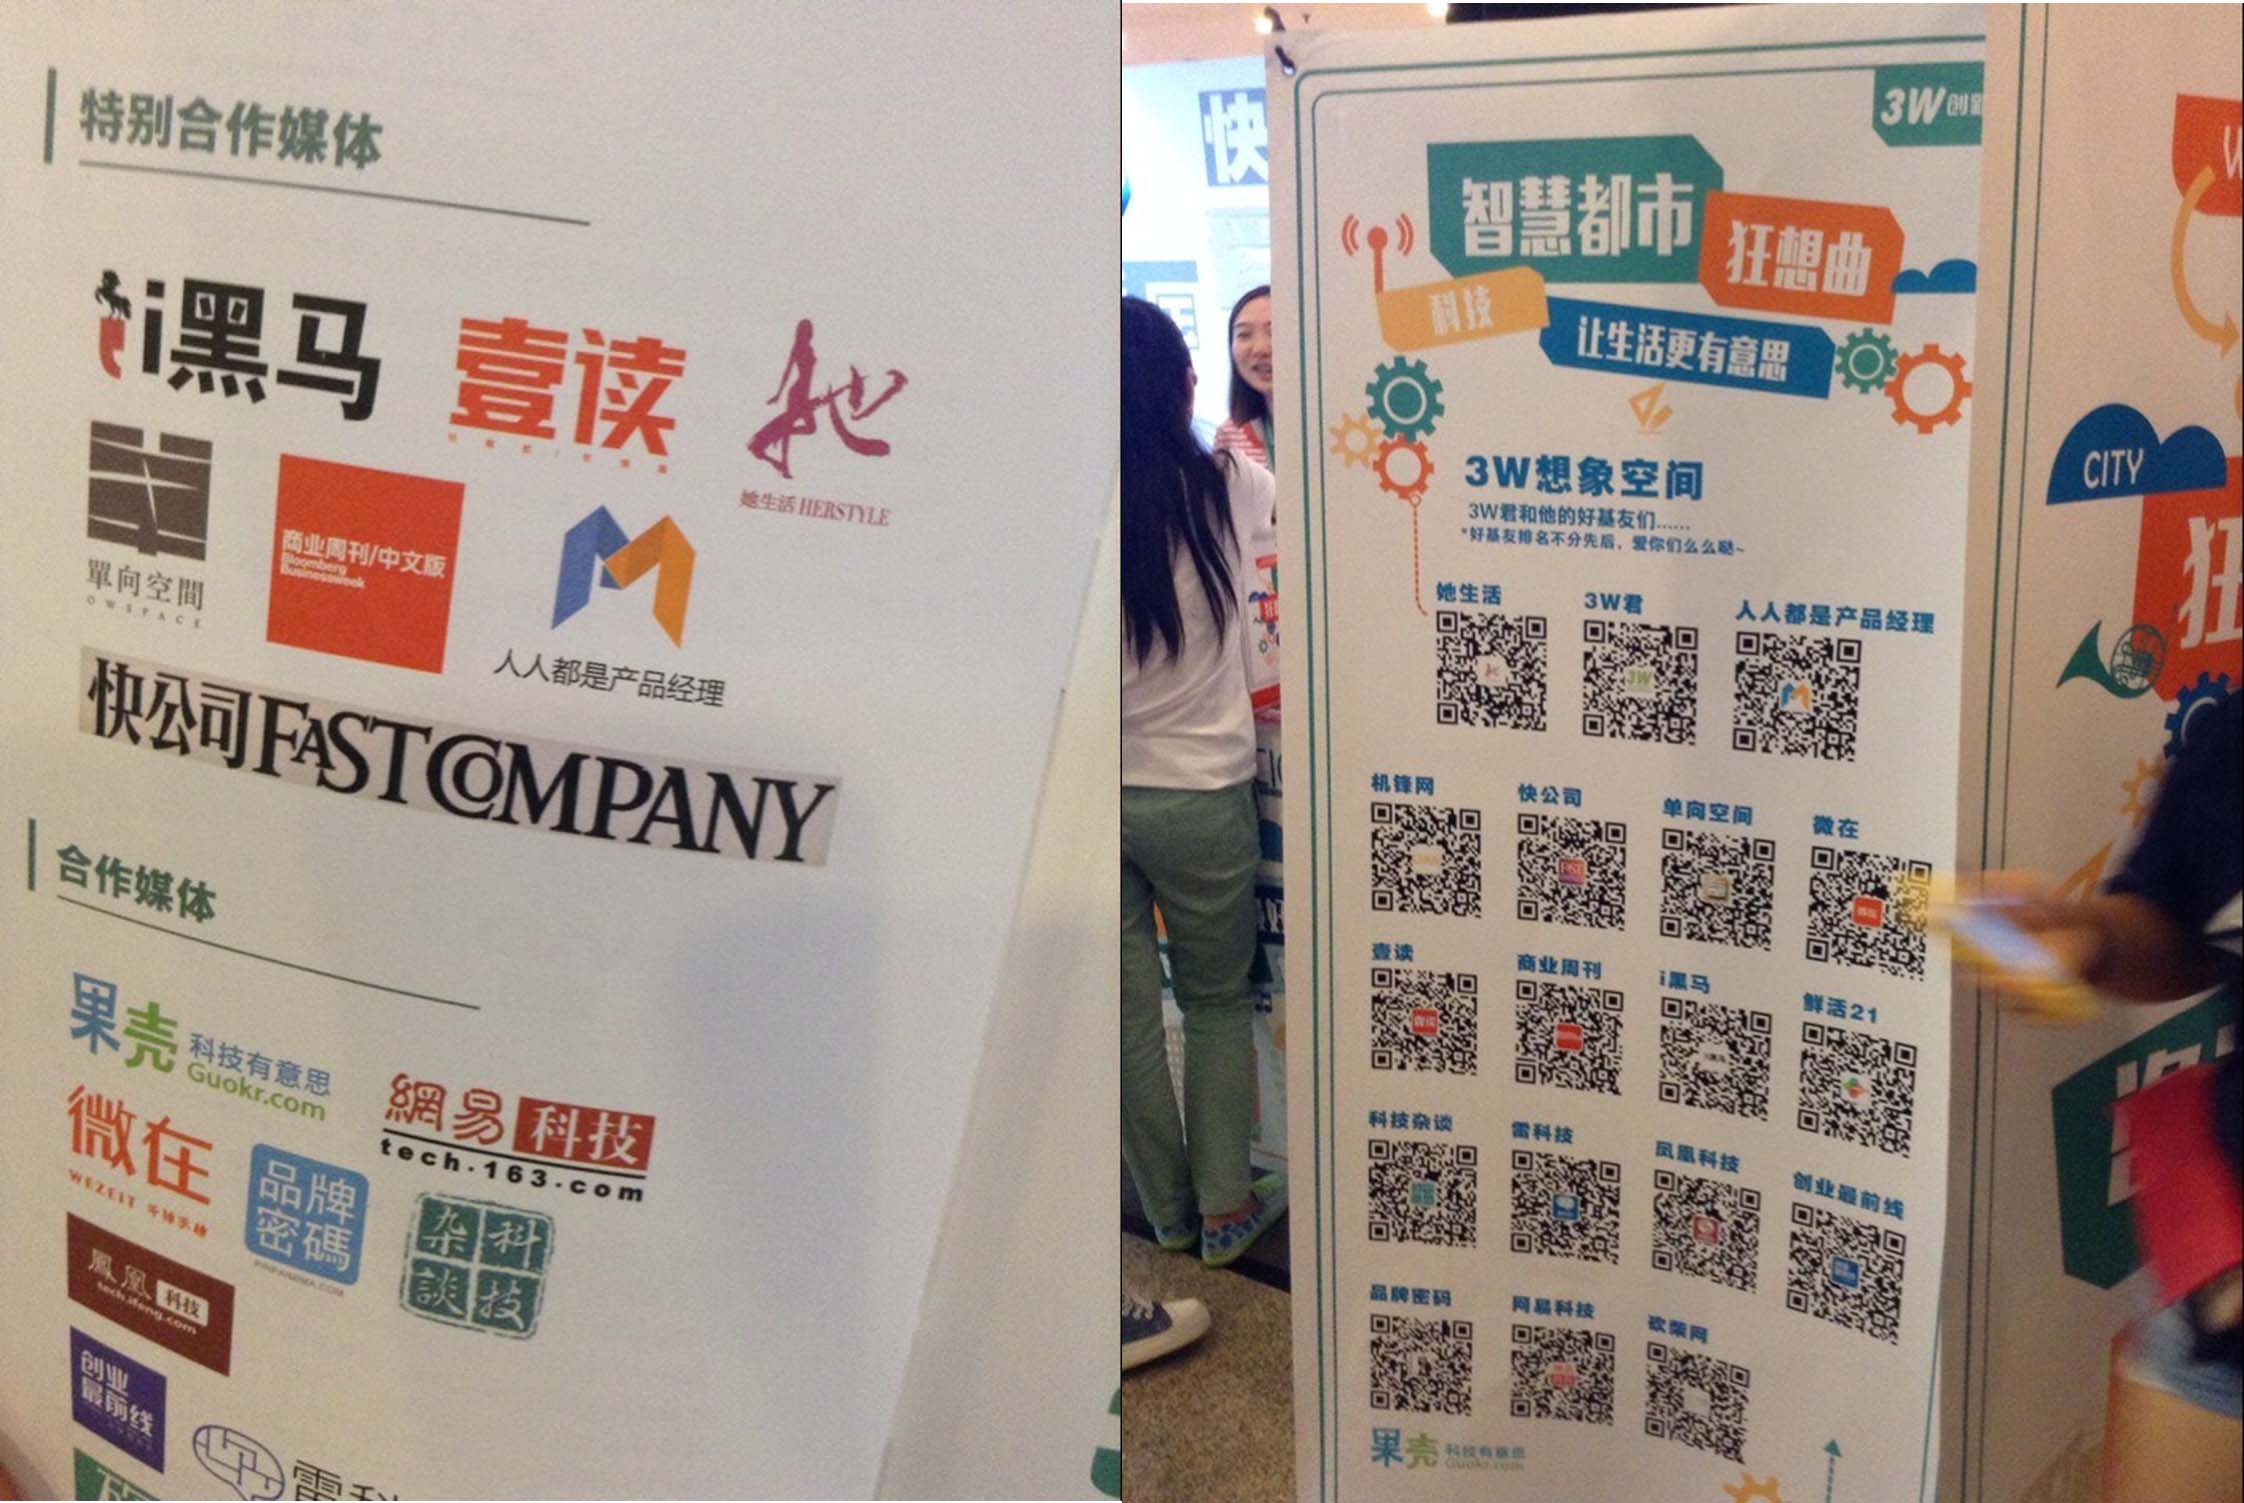 特别合作媒体
i黑马
壹读
她
她生活 HERSTYLE
單向空間
OWSPACE
商业周刊/中文版
Bloomberg
Businessweek
人人都是产品经理
快公司 FAST COMPANY
合作媒体
果壳 科技有意思
Guokr.com
網易 科技
tech.163.com
微在
WEZEIT
品牌
密碼
杂科
談技
鳳凰 科技
tech.ifeng.com
创业
最前线
雷科
快
3W创新
智慧都市
狂想曲
科技
让生活更有意思
3W想象空间
3W君和他的好基友们……
*好基友排名不分先后，爱你们么么哒~
她生活 3W君 人人都是产品经理
机锋网 快公司 单向空间 微在
壹读 商业周刊 i黑马 鲜活21
科技杂谈 雷科技 凤凰科技 创业最前线
品牌密码 网易科技 砍柴网
果壳 科技有意思
Guokr.com
W
CITY
狂